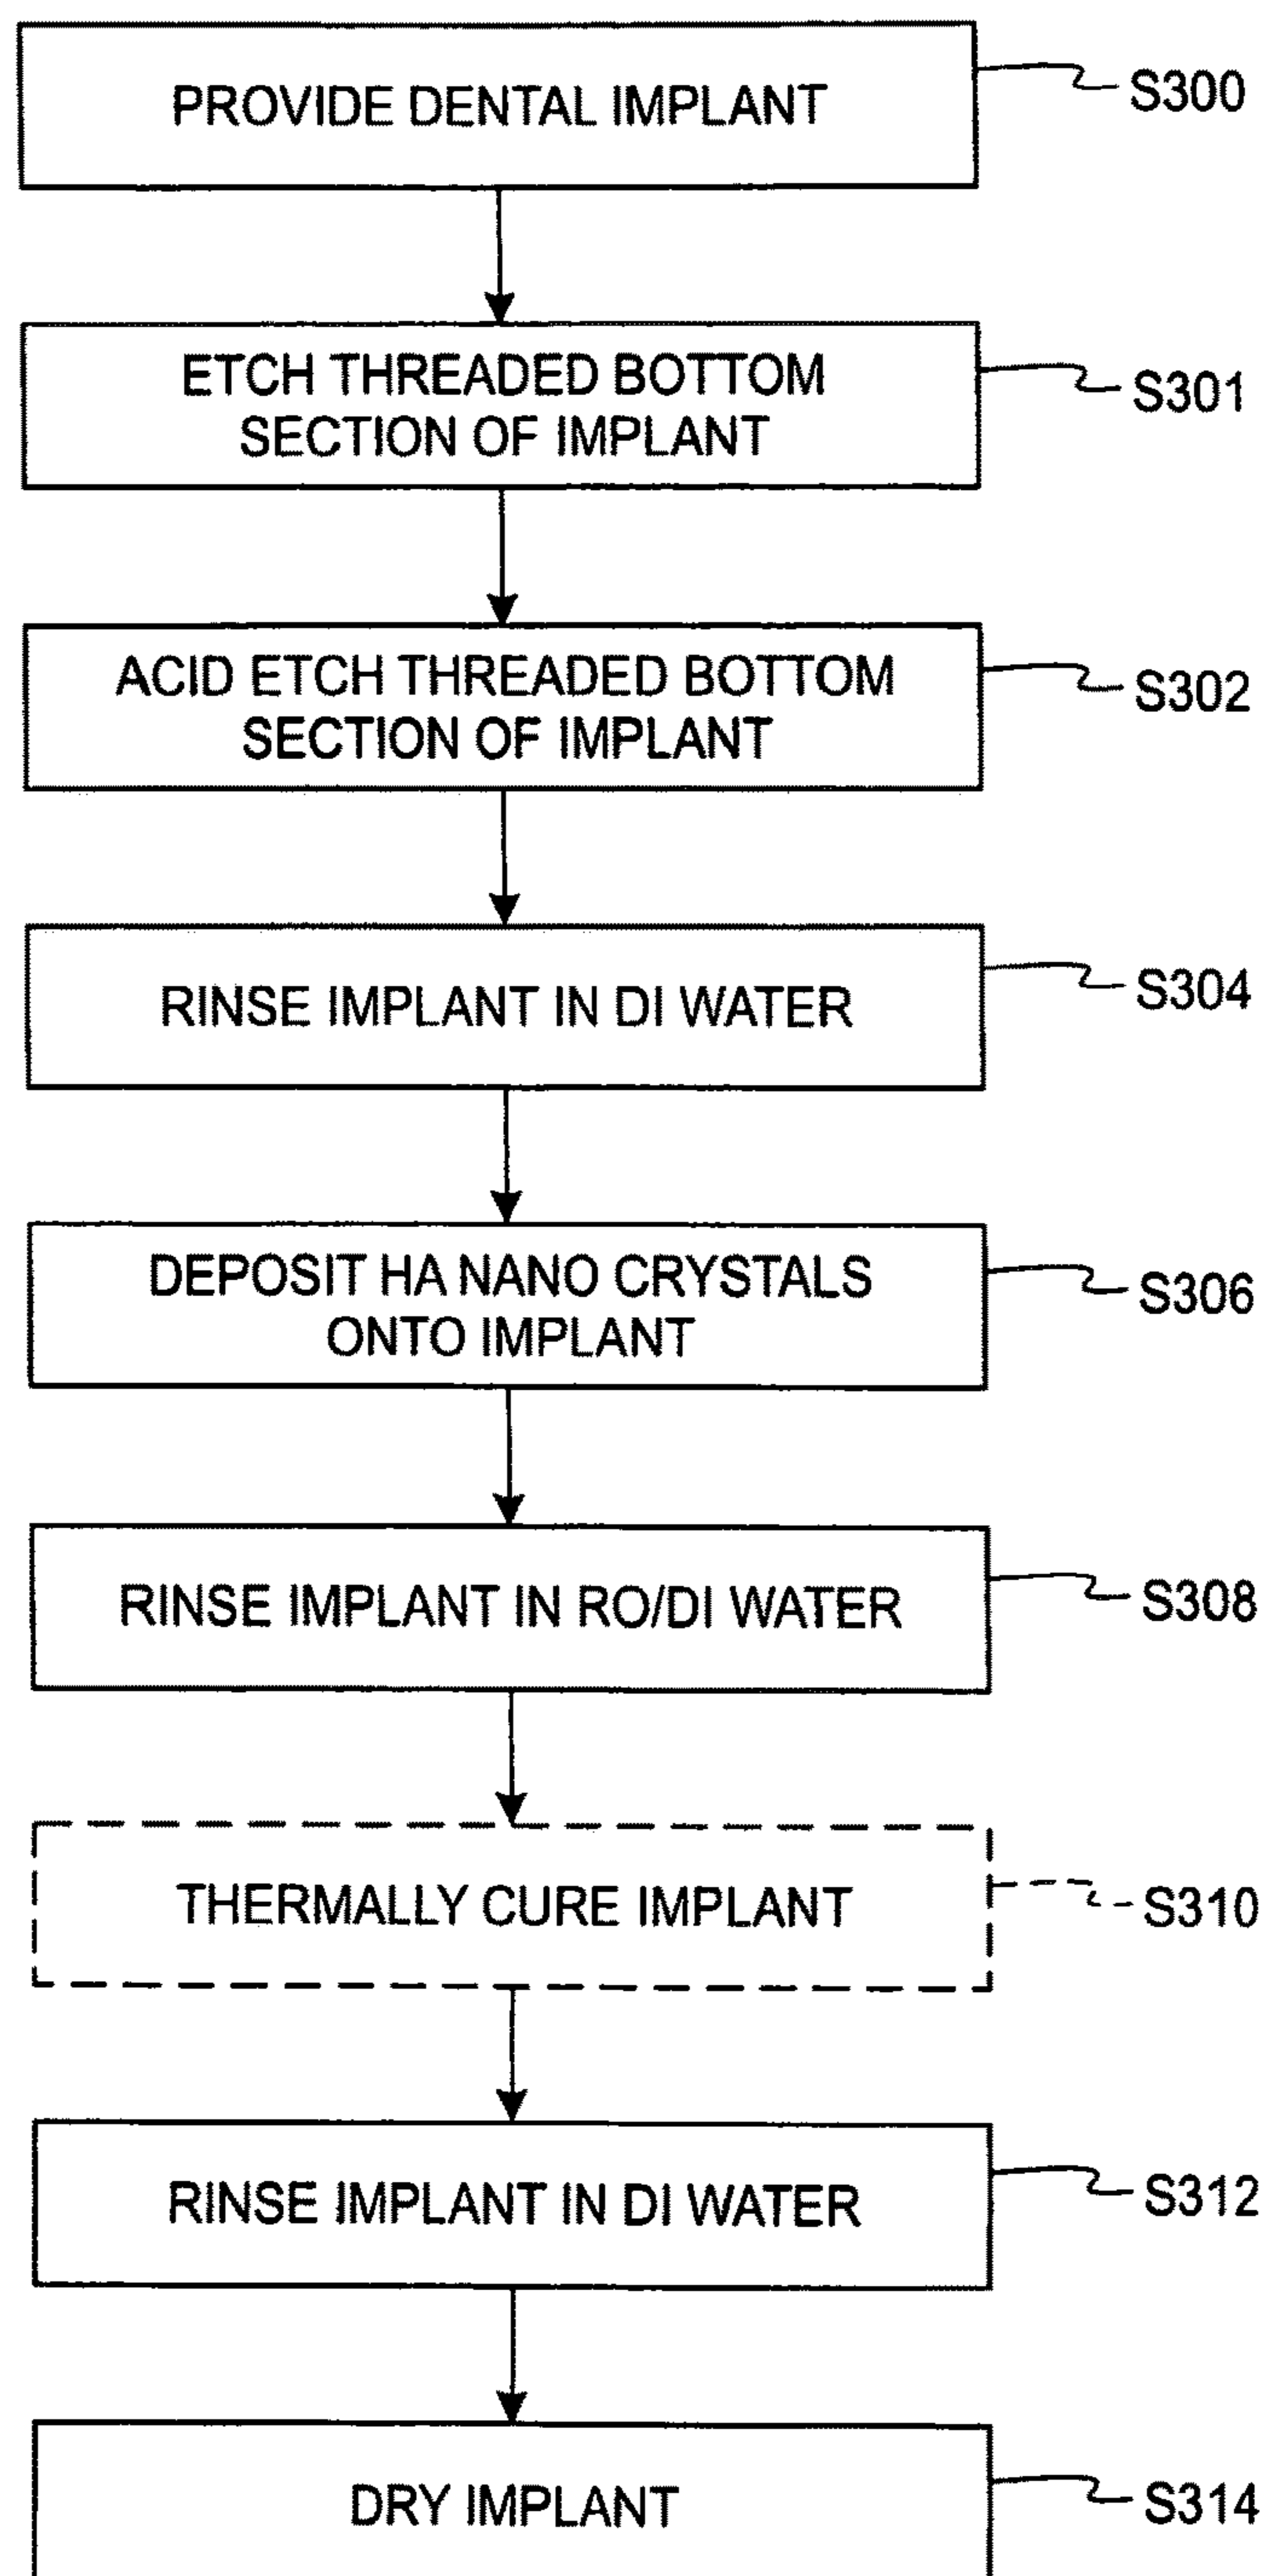 PROVIDE DENTAL IMPLANT
S300
ETCH THREADED BOTTOM
SECTION OF IMPLANT
S301
ACID ETCH THREADED BOTTOM
SECTION OF IMPLANT
S302
RINSE IMPLANT IN DI WATER
S304
DEPOSIT HA NANO CRYSTALS
ONTO IMPLANT
S306
RINSE IMPLANT IN RO/DI WATER
S308
THERMALLY CURE IMPLANT
S310
RINSE IMPLANT IN DI WATER
S312
DRY IMPLANT
S314